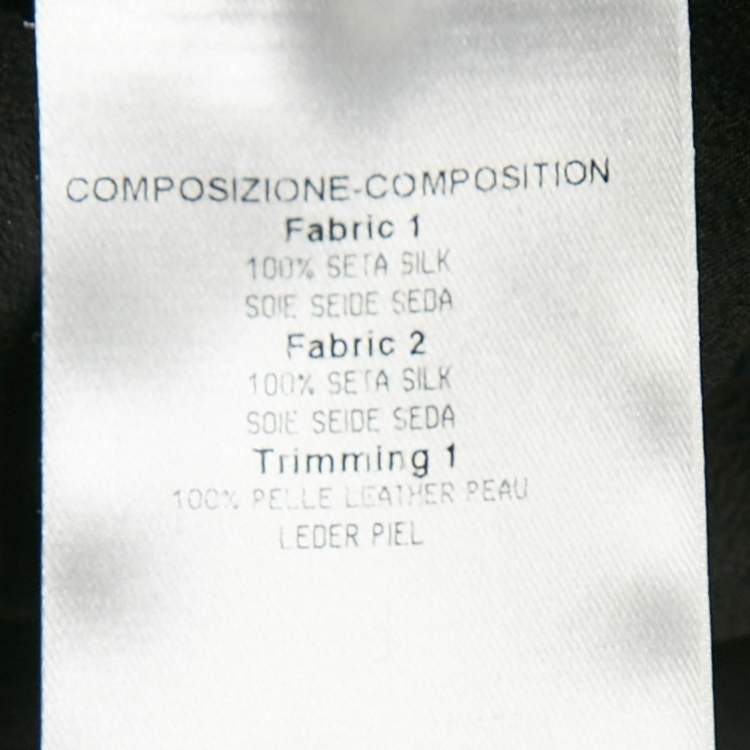 COMPOSIZIONE-COMPOSITION
Fabric 1
100% SETA SILK
SOIE SEIDE SEDA
Fabric 2
100% SETA SILK
SOIE SEIDE SEDA
Trimming 1
100% PELLE LEATHER PEAU
LEDER PIEL